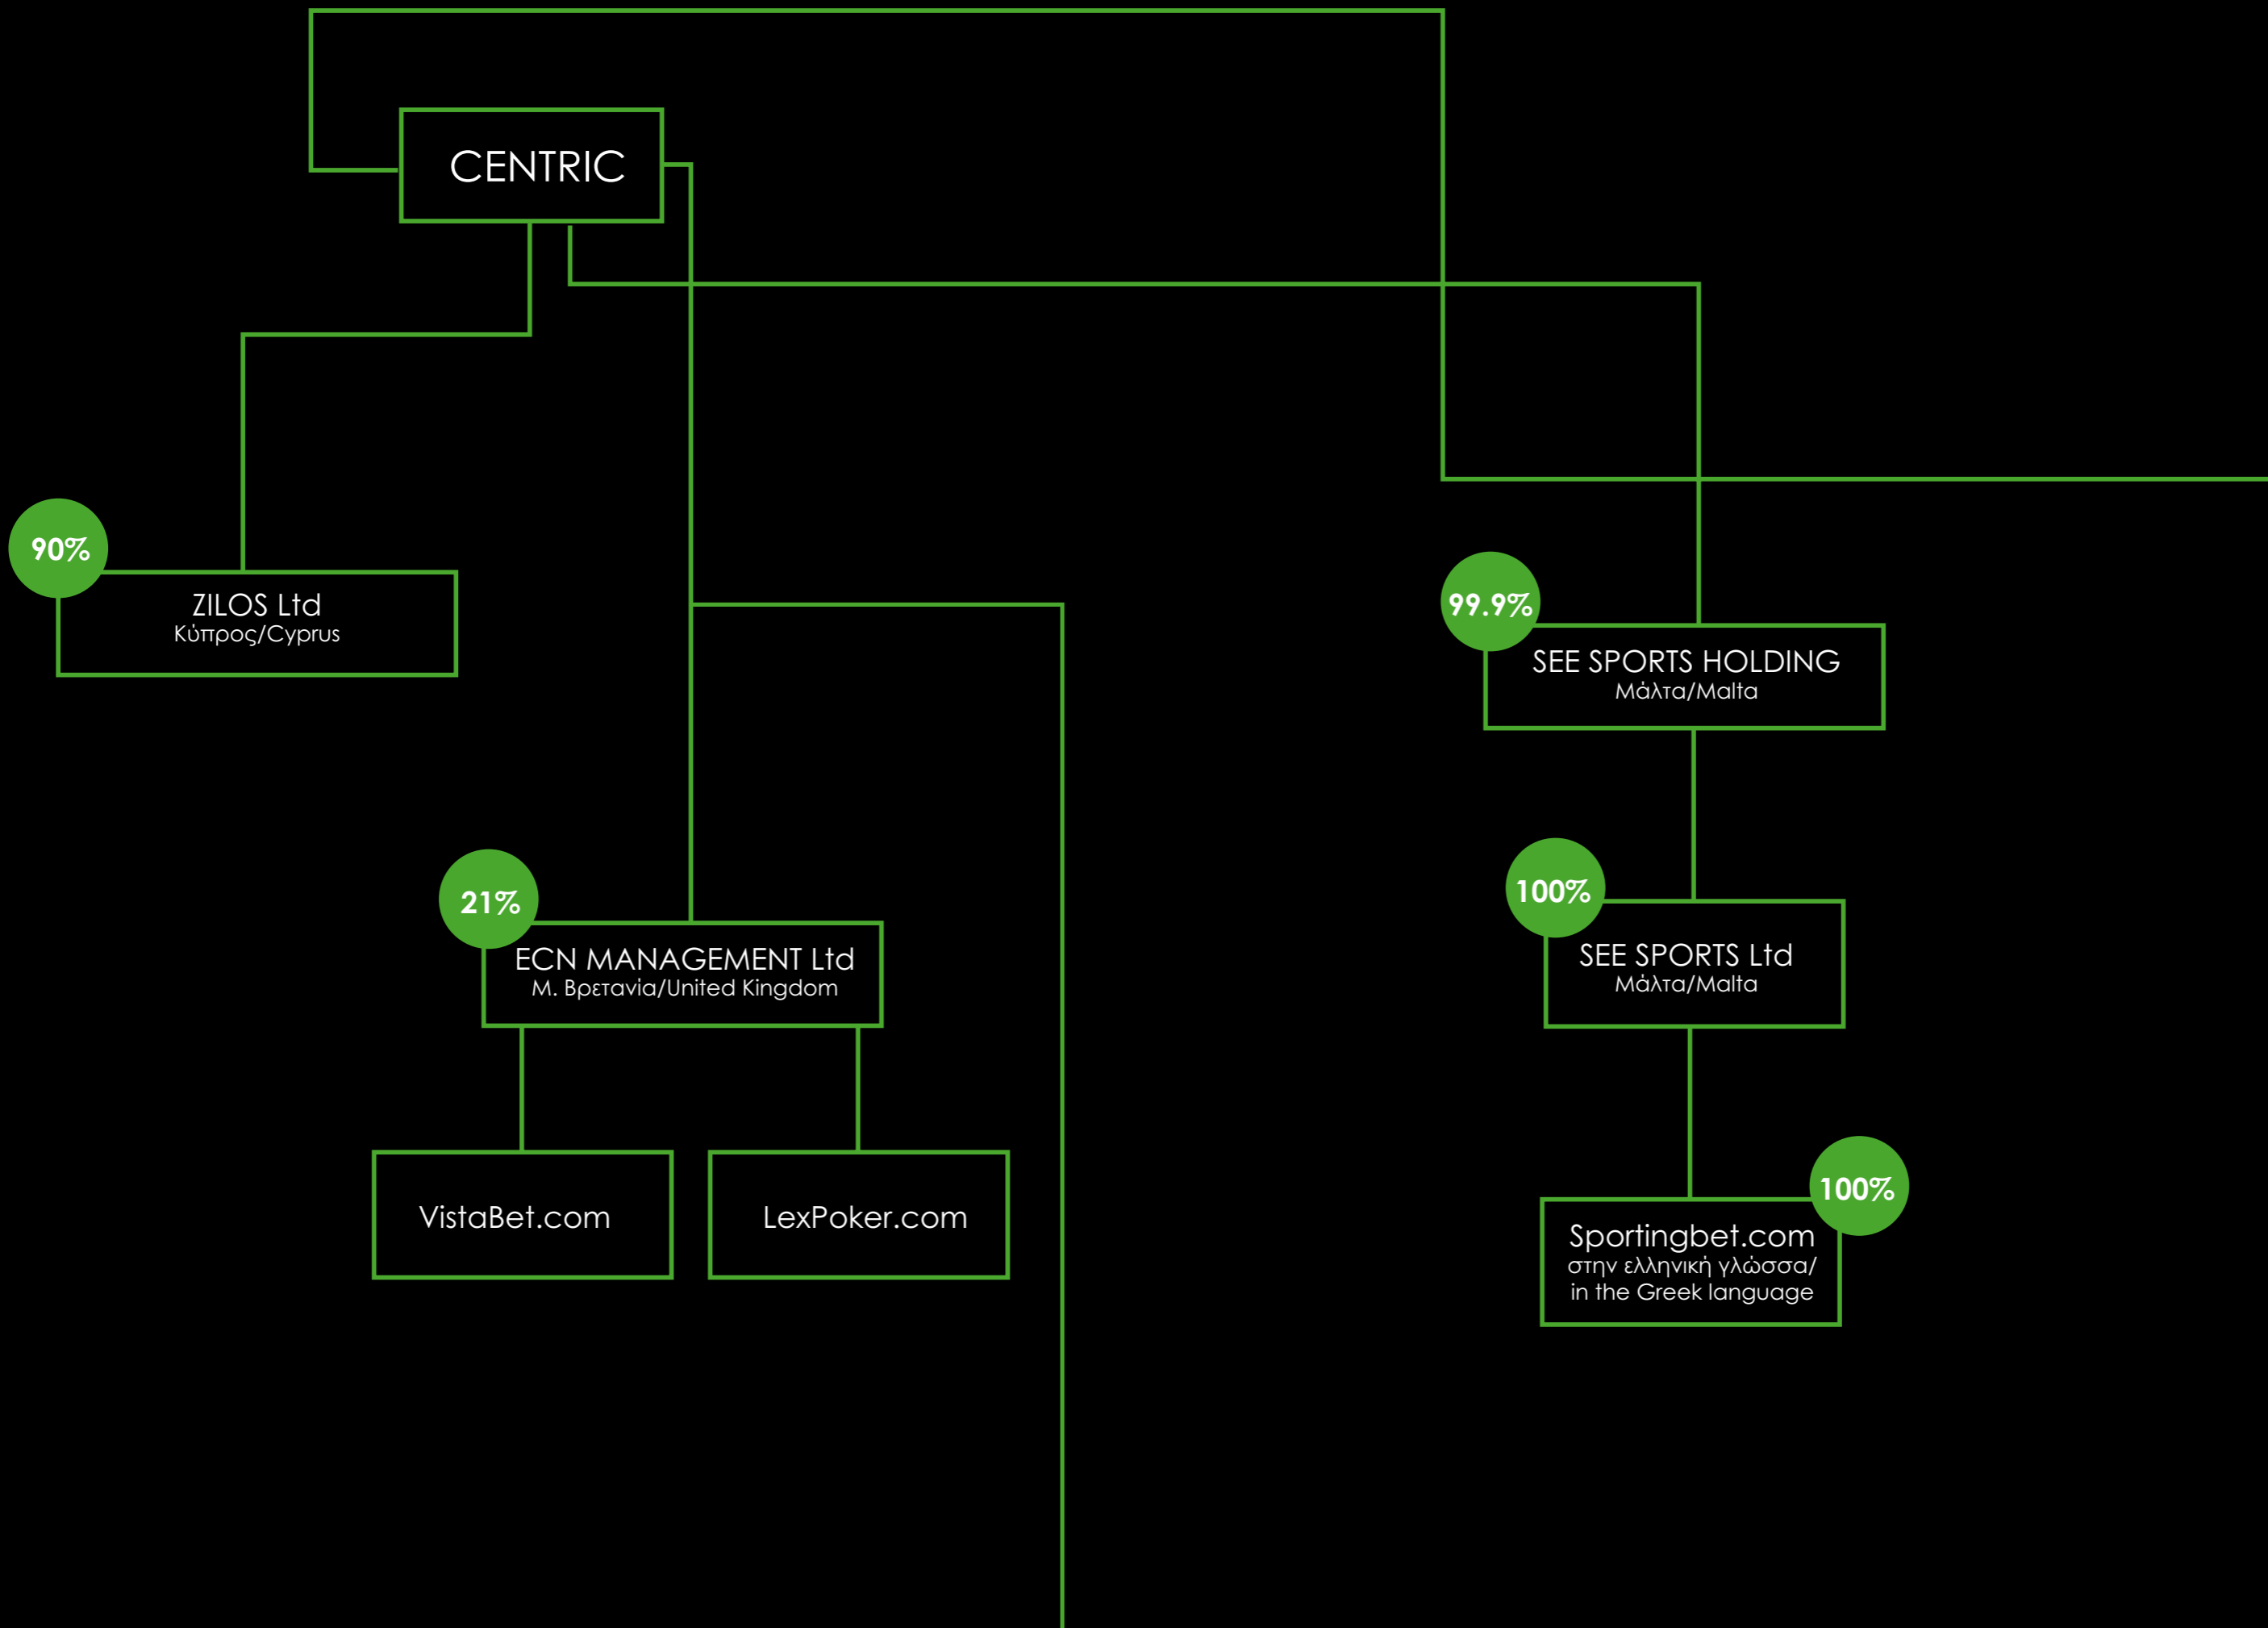 CENTRIC
90%
ZILOS Ltd
Κύπρος/Cyprus
99.9%
SEE SPORTS HOLDING
Μάλτα/Malta
21%
ECN MANAGEMENT Ltd
Μ. Βρετανία/United Kingdom
100%
SEE SPORTS Ltd
Μάλτα/Malta
VistaBet.com
LexPoker.com
100%
Sportingbet.com
στην ελληνική γλώσσα/
in the Greek language